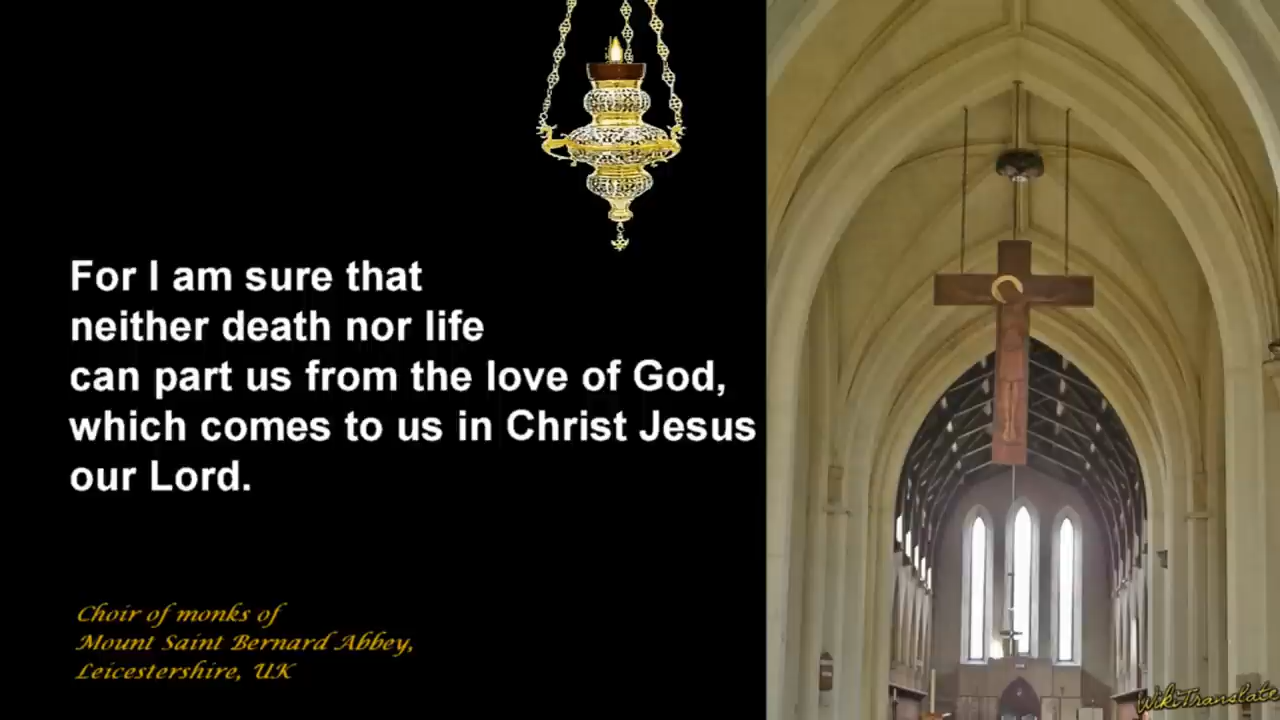 For I am sure that
neither death nor life
can part us from the love of God,
which comes to us in Christ Jesus
our Lord.
Choir of monks of
Mount Saint Bernard Abbey,
Leicestershire, UK
WikiTranslate